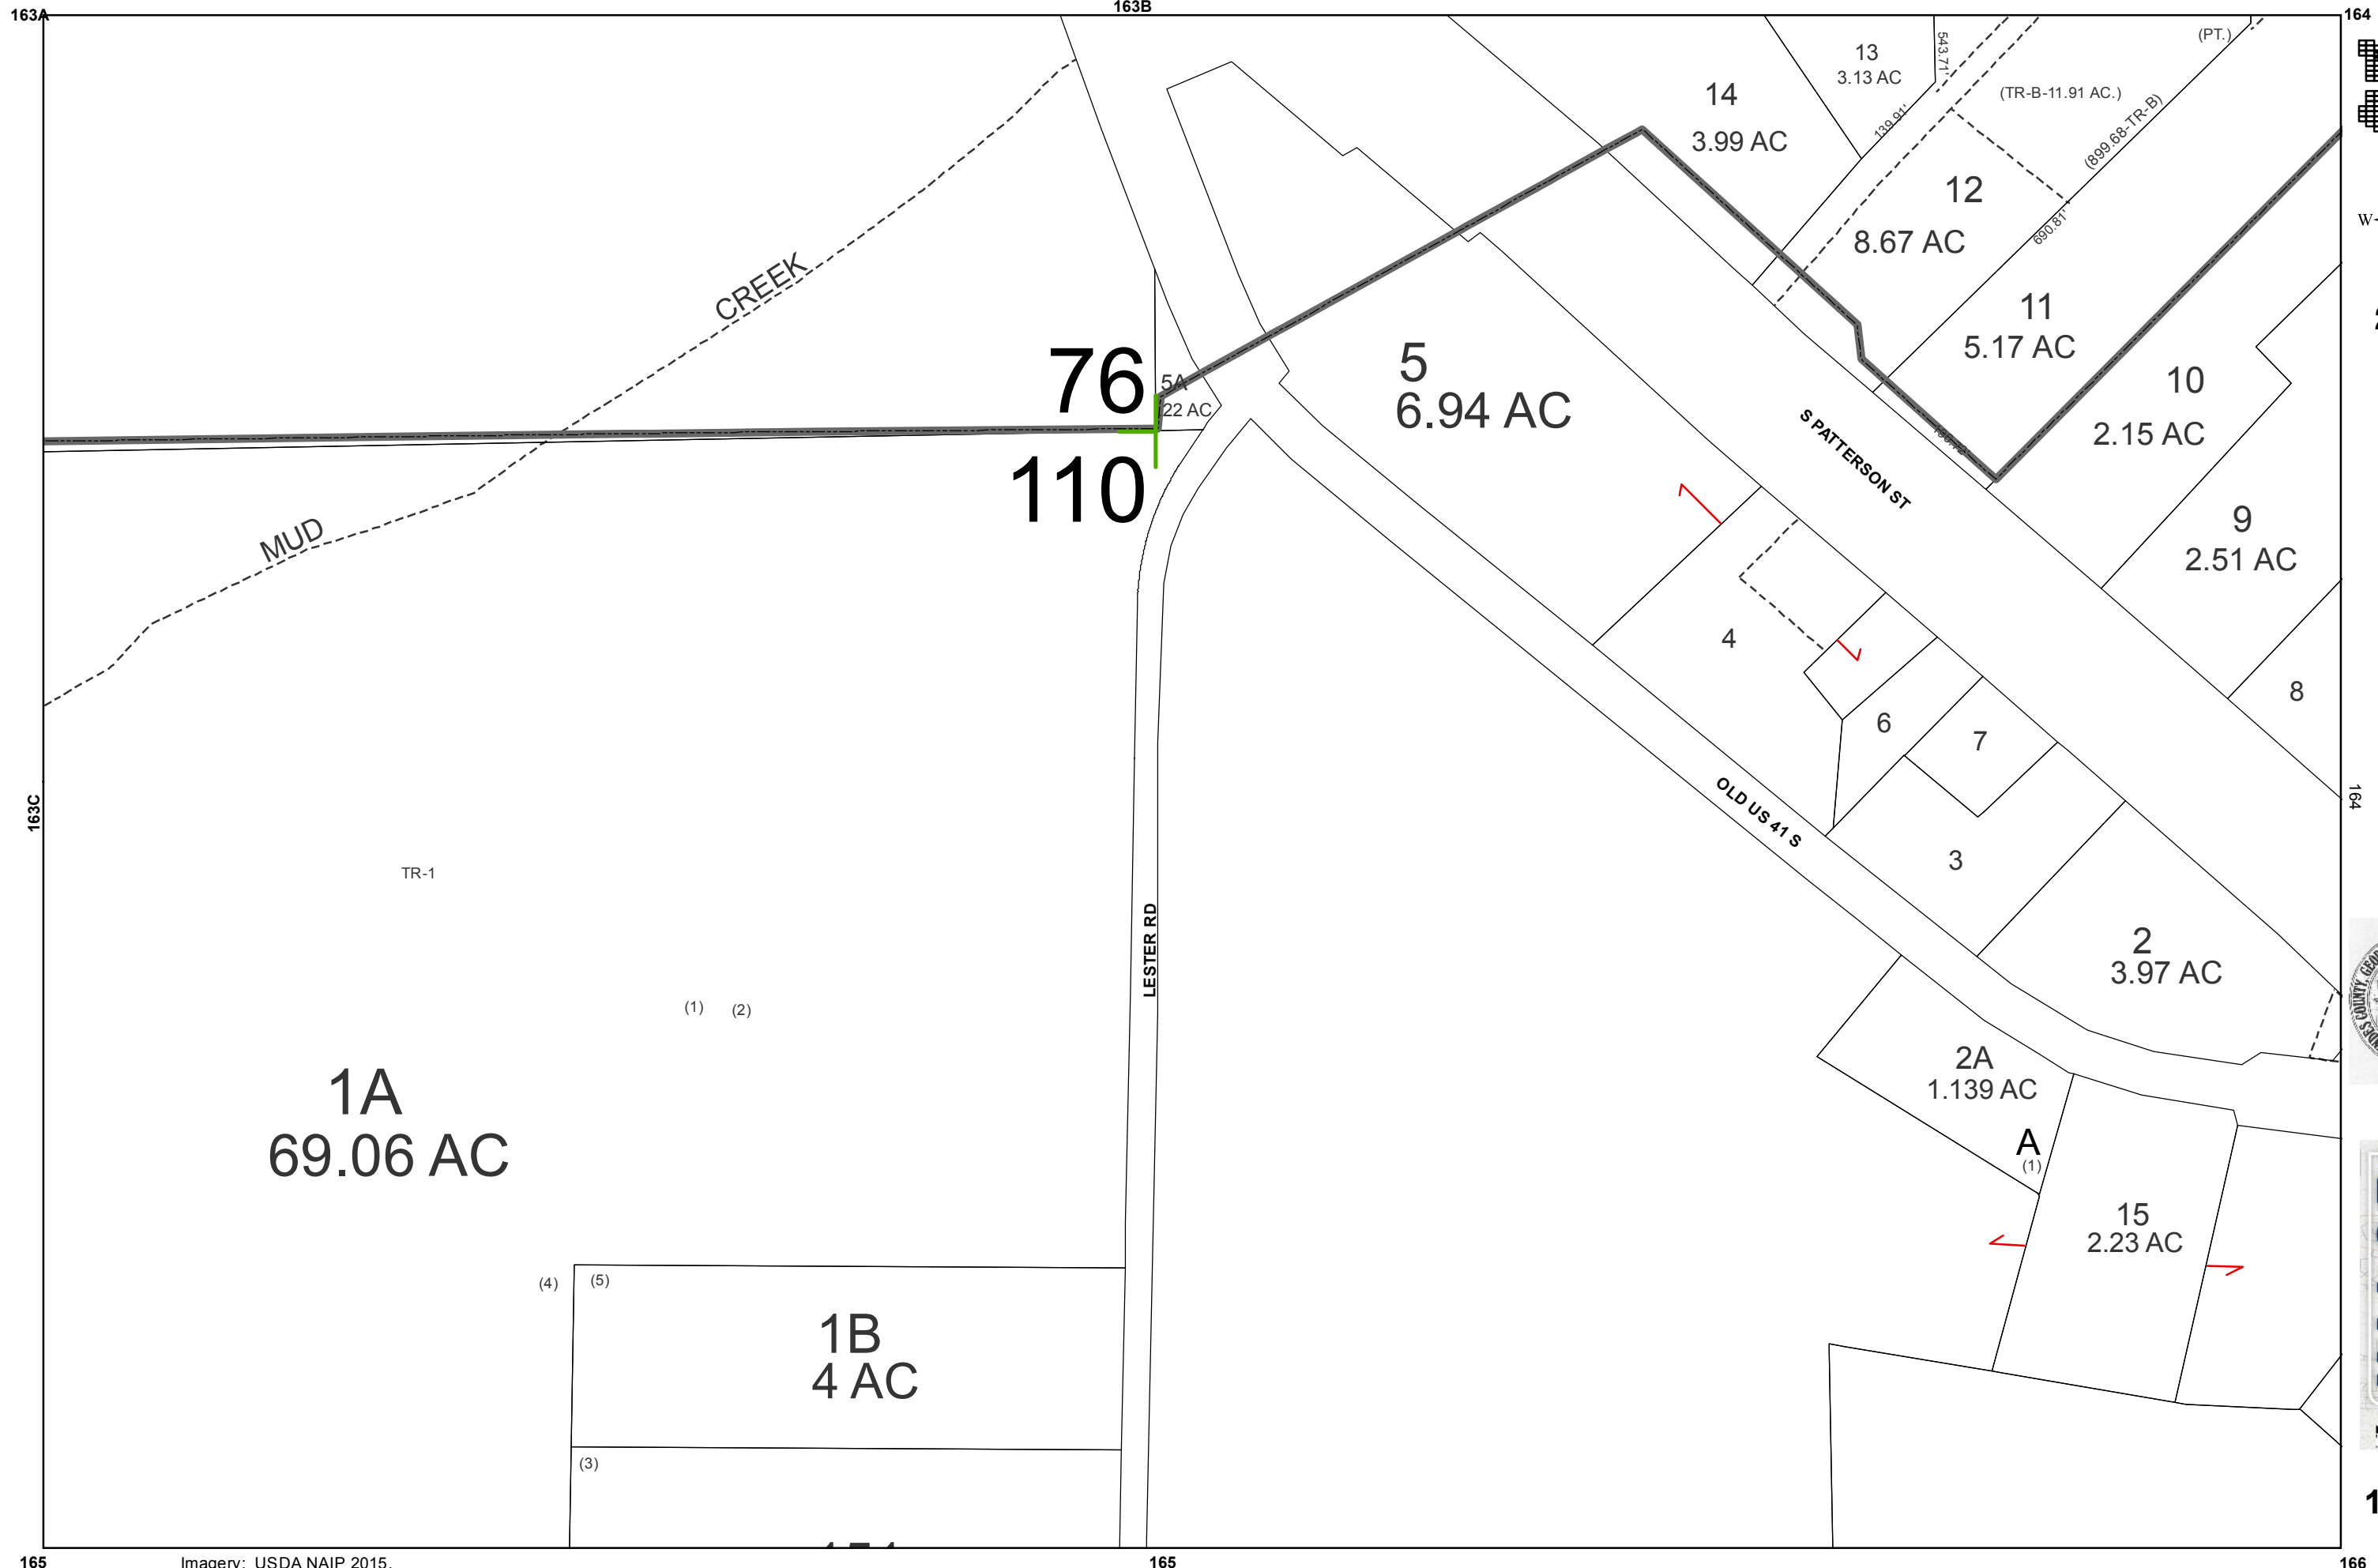 163A
163B
164
13
3.13 AC
543.71'
(PT.)
14
3.99 AC
139.91'
(TR-B-11.91 AC.)
(899.68-TR-B)
12
8.67 AC
690.81'
W
CREEK
11
5.17 AC
76
5A
22 AC
5
6.94 AC
10
2.15 AC
S PATTERSON ST
110
9
2.51 AC
MUD
4
8
6
7
163C
164
OLD US 41 S
3
TR-1
LESTER RD
2
3.97 AC
(1)
(2)
1A
69.06 AC
2A
1.139 AC
A
(1)
15
2.23 AC
(4)
(5)
1B
4 AC
(3)
165
Imagery: USDA NAIP 2015.
165
166